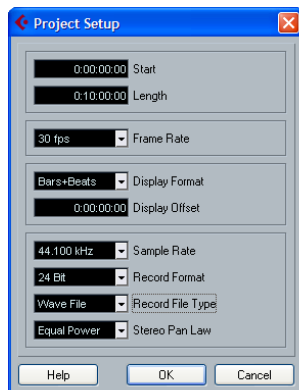 Project Setup
0:00:00:00 Start
0:10:00:00 Length
30 fps Frame Rate
Bars+Beats Display Format
0:00:00:00 Display Offset
44.100 kHz Sample Rate
24 Bit Record Format
Wave File Record File Type
Equal Power Stereo Pan Law
Help OK Cancel